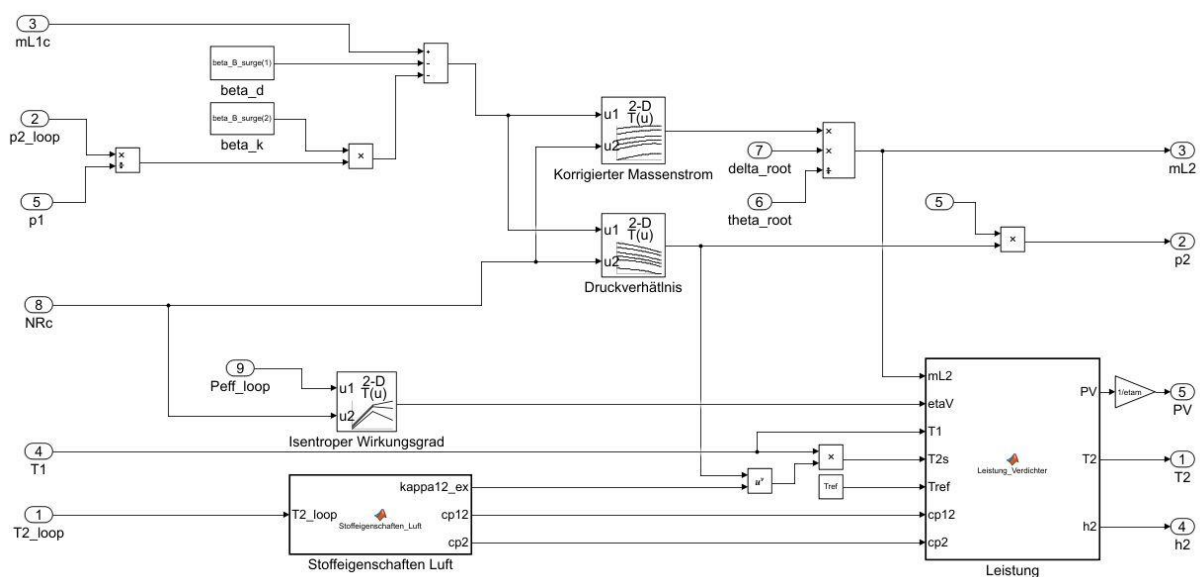 3
mL1c
beta_B_surge(1)
beta_d
2
p2_loop
beta_B_surge(2)
beta_k
×
÷
×
5
p1
+
-
-
2-D
T(u)
u1
u2
Korrigierter Massenstrom
7
delta_root
6
theta_root
×
×
÷
3
mL2
2-D
T(u)
u1
u2
Druckverhätlnis
5
×
2
p2
8
NRc
9
Peff_loop
2-D
T(u)
u1
u2
Isentroper Wirkungsgrad
4
T1
1
T2_loop
T2_loop
Stoffeigenschaften_Luft
kappa12_ex
cp12
cp2
Stoffeigenschaften Luft
uᵛ
×
Tref
mL2
etaV
T1
T2s
Tref
cp12
cp2
Leistung_Verdichter
PV
T2
h2
Leistung
1/etam
5
PV
1
T2
4
h2